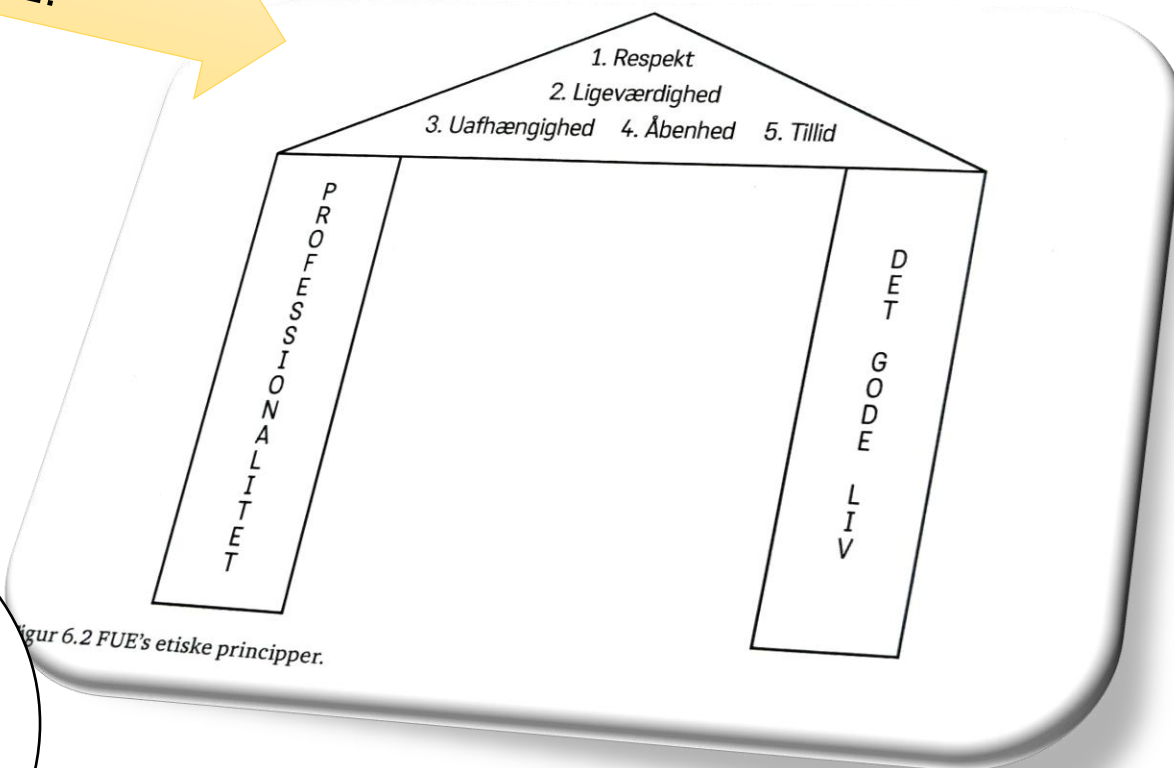 1. Respekt
2. Ligeværdighed
3. Uafhængighed 4. Åbenhed 5. Tillid
PROFESSIONALITET
DET GODE LIV
igur 6.2 FUE's etiske principper.